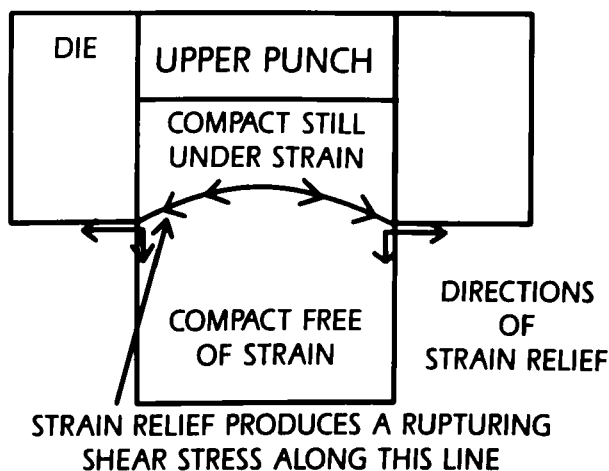 DIE
UPPER PUNCH
COMPACT STILL
UNDER STRAIN
COMPACT FREE
OF STRAIN
DIRECTIONS
OF
STRAIN RELIEF
STRAIN RELIEF PRODUCES A RUPTURING
SHEAR STRESS ALONG THIS LINE